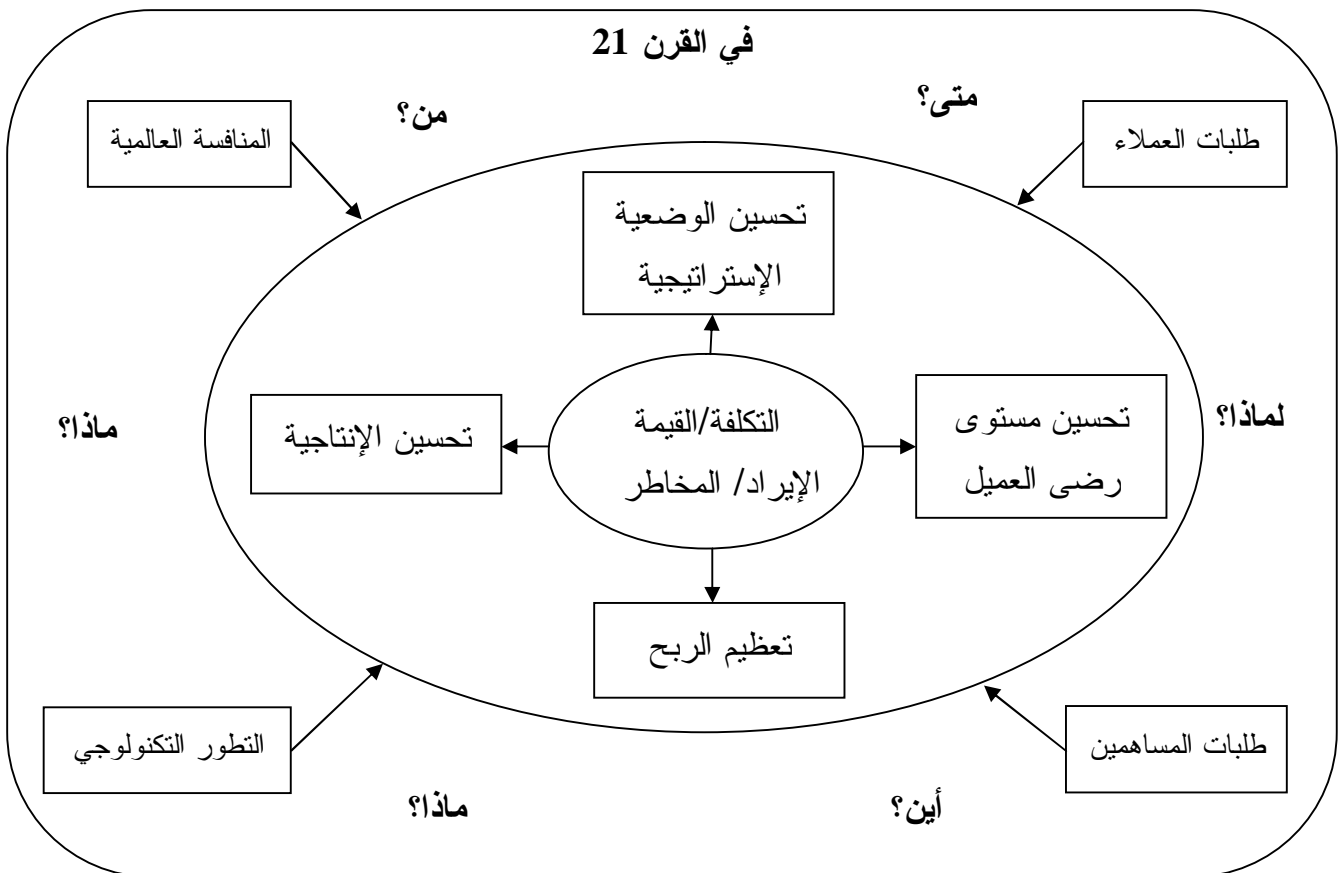 في القرن 21
متى؟
من؟
طلبات العملاء
المنافسة العالمية
تحسين الوضعية
الإستراتيجية
لماذا؟
تحسين مستوى
رضى العميل
التكلفة/القيمة
الإيراد/ المخاطر
تحسين الإنتاجية
ماذا؟
تعظيم الربح
طلبات المساهمين
التطور التكنولوجي
أين؟
ماذا؟